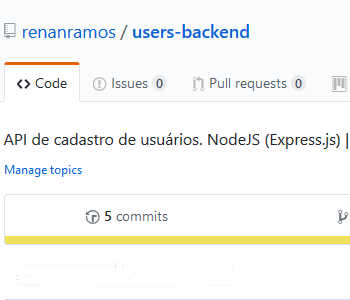 renanramos / users-backend
Code Issues 0 Pull requests 0
API de cadastro de usuários. NodeJS (Express.js) |
Manage topics
5 commits